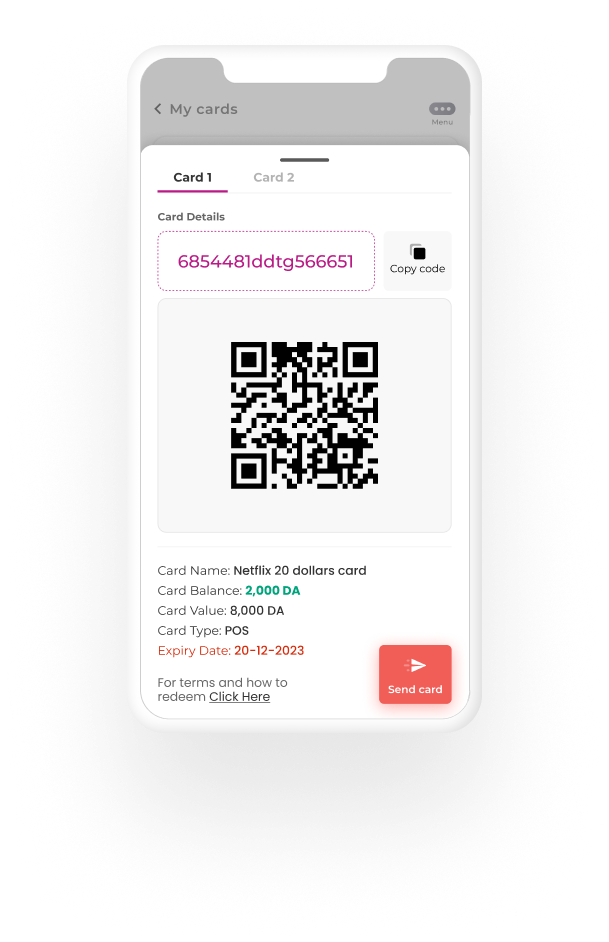 My cards
Menu
Card 1
Card 2
Card Details
6854481ddtg566651
Copy code
Card Name: Netflix 20 dollars card
Card Balance: 2,000 DA
Card Value: 8,000 DA
Card Type: POS
Expiry Date: 20-12-2023
For terms and how to
redeem Click Here
Send card